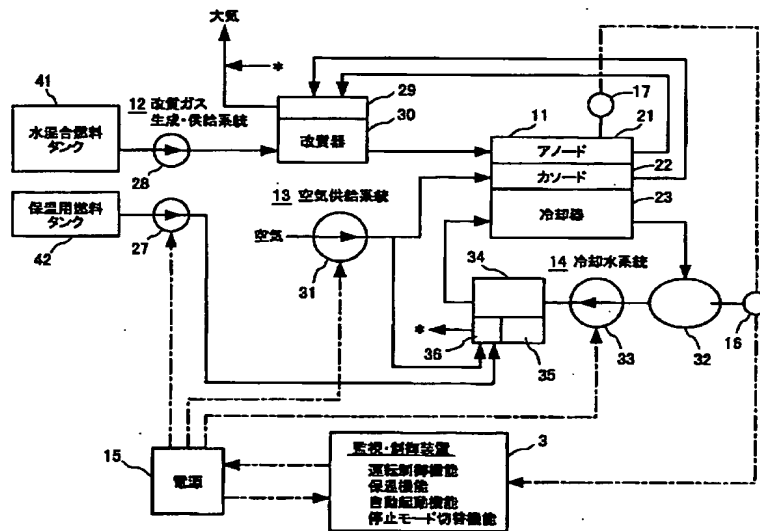 大気
*
41
水混合燃料
タンク
12 改質ガス
生成・供給系統
28
29
30
改質器
17
11
21
アノード
22
カソード
23
冷却器
保温用燃料
タンク
42
27
13 空気供給系統
空気
31
34
14 冷却水系統
*
36
35
33
32
16
15
電源
3
監視・制御装置
運転制御機能
保温機能
自動起動機能
停止モード切替機能